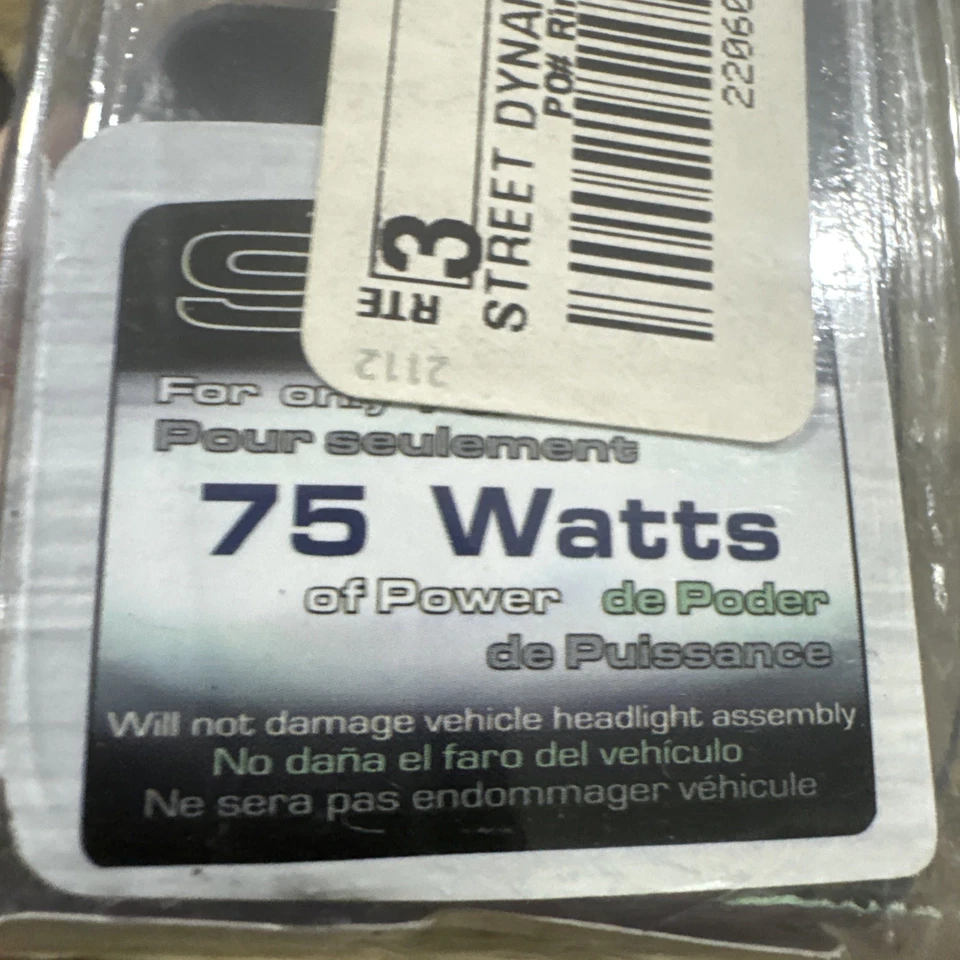 STREET
PO#
22060
RTE 3
2112
For only
Pour seulement
75 Watts
of Power de Poder
de Puissance
Will not damage vehicle headlight assembly
No daña el faro del vehículo
Ne sera pas endommager véhicule